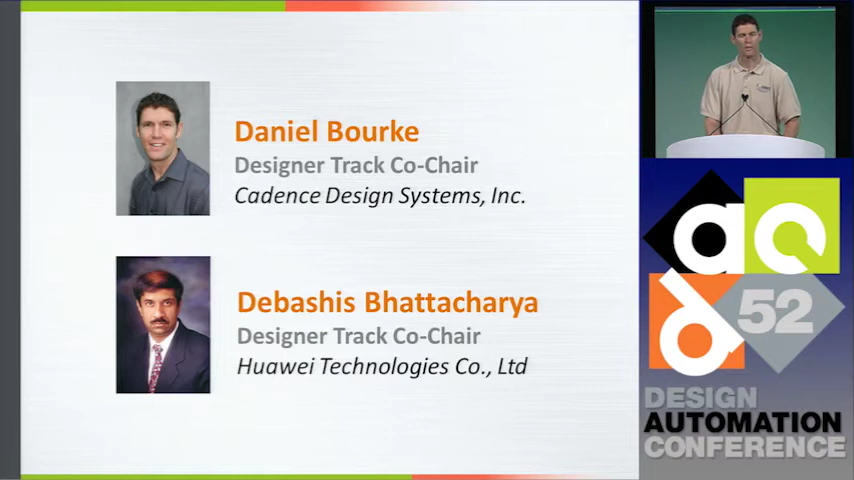 Daniel Bourke
Designer Track Co-Chair
Cadence Design Systems, Inc.
Debashis Bhattacharya
Designer Track Co-Chair
Huawei Technologies Co., Ltd
dac
52
DESIGN
AUTOMATION
CONFERENCE